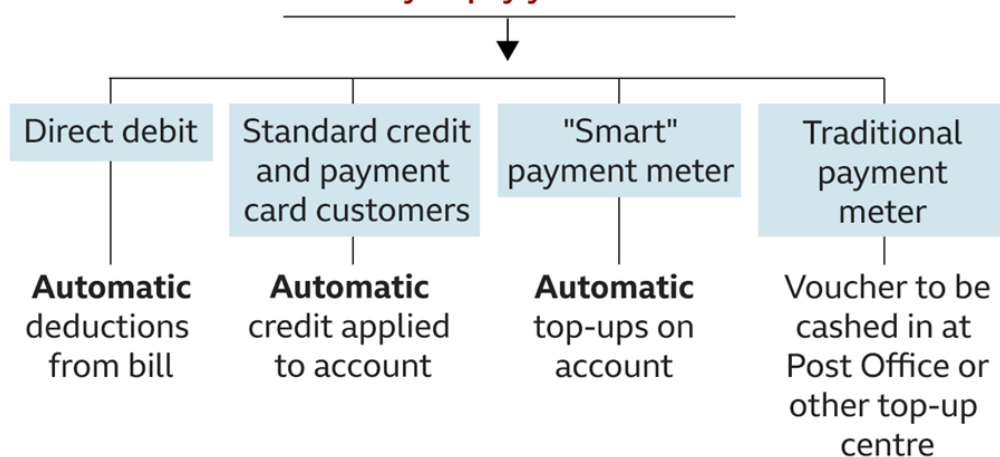 Direct debit
Standard credit
and payment
card customers
"Smart"
payment meter
Traditional
payment
meter
Automatic
deductions
from bill
Automatic
credit applied
to account
Automatic
top-ups on
account
Voucher to be
cashed in at
Post Office or
other top-up
centre